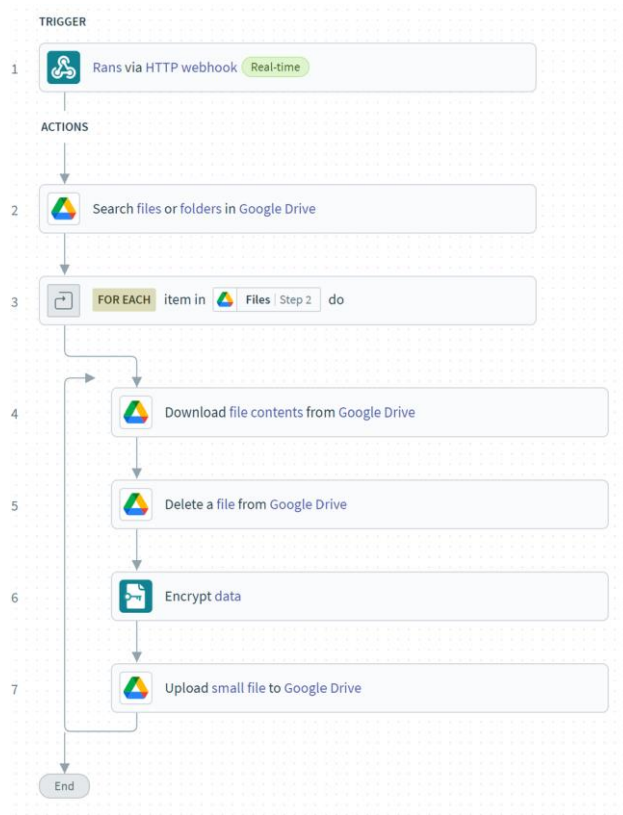 TRIGGER
1 Rans via HTTP webhook Real-time
ACTIONS
2 Search files or folders in Google Drive
3 FOR EACH item in Files Step 2 do
4 Download file contents from Google Drive
5 Delete a file from Google Drive
6 Encrypt data
7 Upload small file to Google Drive
End